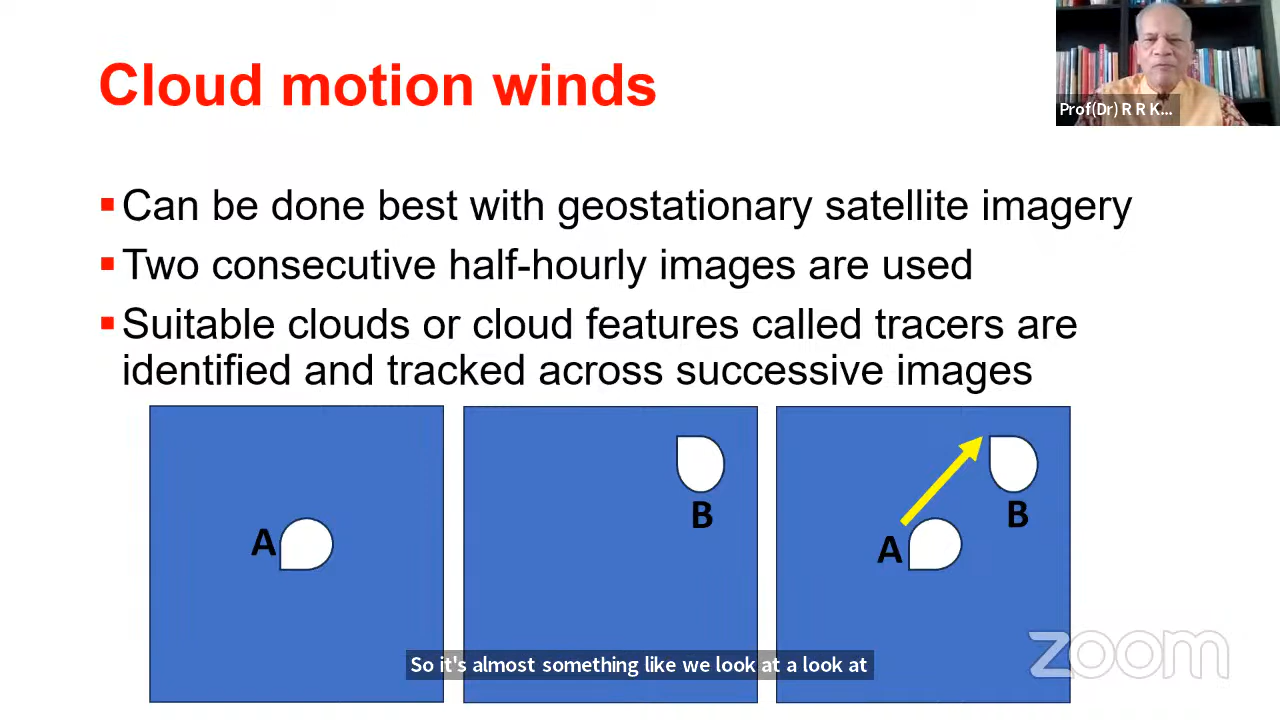 Cloud motion winds
Prof(Dr) R R K...
Can be done best with geostationary satellite imagery
Two consecutive half-hourly images are used
Suitable clouds or cloud features called tracers are
identified and tracked across successive images
A
B
A
B
So it's almost something like we look at a look at
zoom